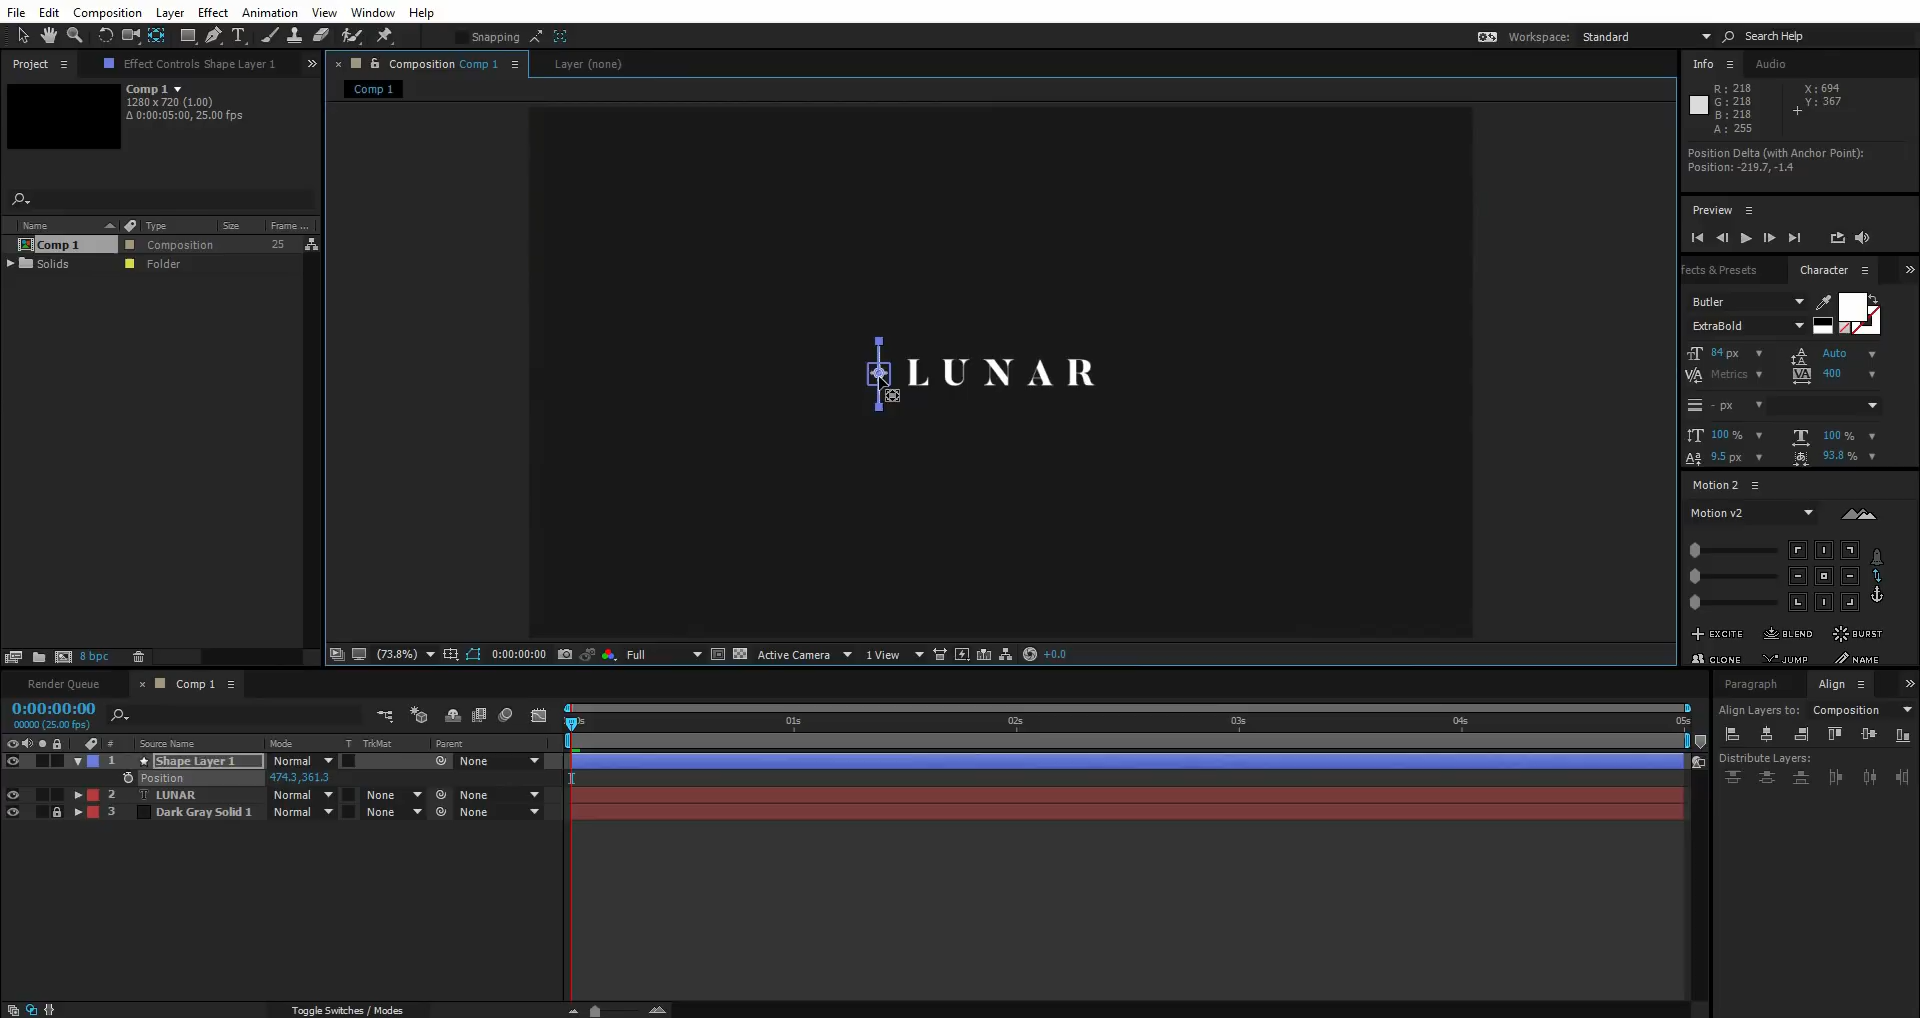 File Edit Composition Layer Effect Animation View Window Help
Snapping
Workspace: Standard
Search Help
Project
Effect Controls Shape Layer 1
Composition Comp 1
Layer (none)
Info
Audio
Comp 1
1280 x 720 (1.00)
Δ 0:00:05:00, 25.00 fps
Comp 1
R: 218
G: 218
B: 218
A: 255
X: 694
Y: 367
Position Delta (with Anchor Point):
Position: -219.7, -1.4
Name Type Size Frame ...
Comp 1 Composition 25
Solids Folder
LUNAR
Preview
fects & Presets
Character
Butler
ExtraBold
84 px
Auto
Metrics
400
- px
100 %
100 %
9.5 px
93.8 %
Motion 2
Motion v2
EXCITE BLEND BURST
CLONE JUMP NAME
8 bpc
(73.8%)
0:00:00:00
Full
Active Camera
1 View
+0.0
Render Queue
Comp 1
Paragraph
Align
0:00:00:00
00000 (25.00 fps)
01s 02s 03s 04s 05s
Align Layers to: Composition
# Source Name Mode T TrkMat Parent
1 Shape Layer 1 Normal None
Position 474.3,361.3
2 T LUNAR Normal None None
3 Dark Gray Solid 1 Normal None None
Distribute Layers:
Toggle Switches / Modes